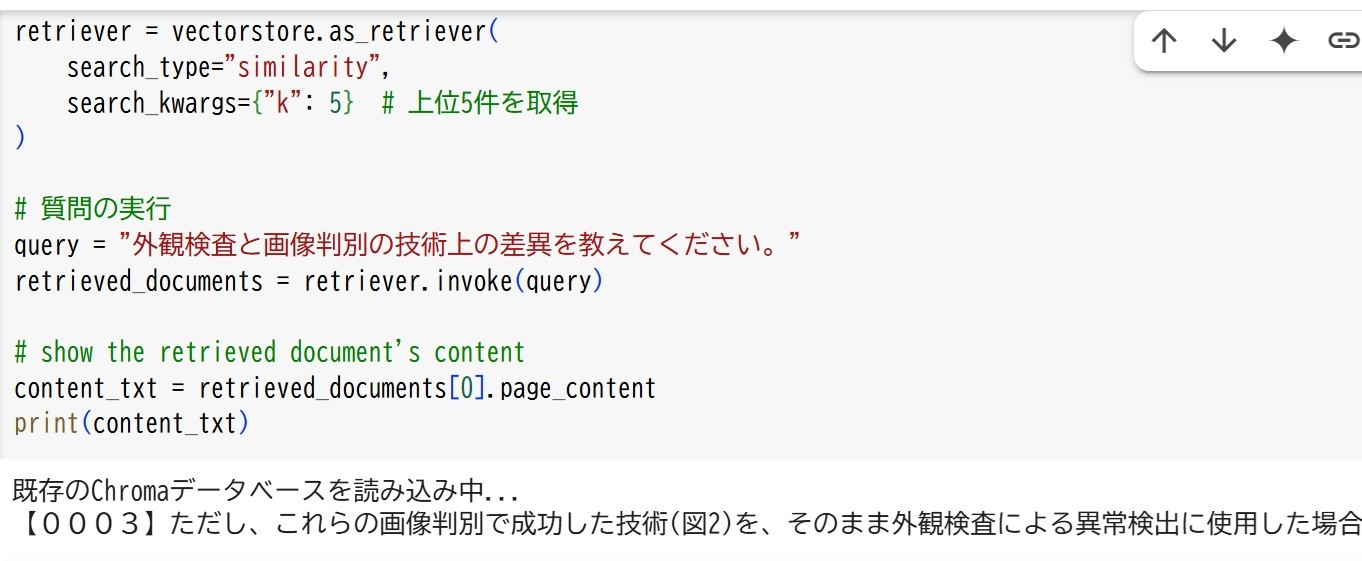 retriever = vectorstore.as_retriever(
    search_type="similarity",
    search_kwargs={"k": 5}  # 上位5件を取得
)
# 質問の実行
query = "外観検査と画像判別の技術上の差異を教えてください。"
retrieved_documents = retriever.invoke(query)
# show the retrieved document's content
content_txt = retrieved_documents[0].page_content
print(content_txt)
既存のChromaデータベースを読み込み中...
【０００３】ただし、これらの画像判別で成功した技術(図2)を、そのまま外観検査による異常検出に使用した場合